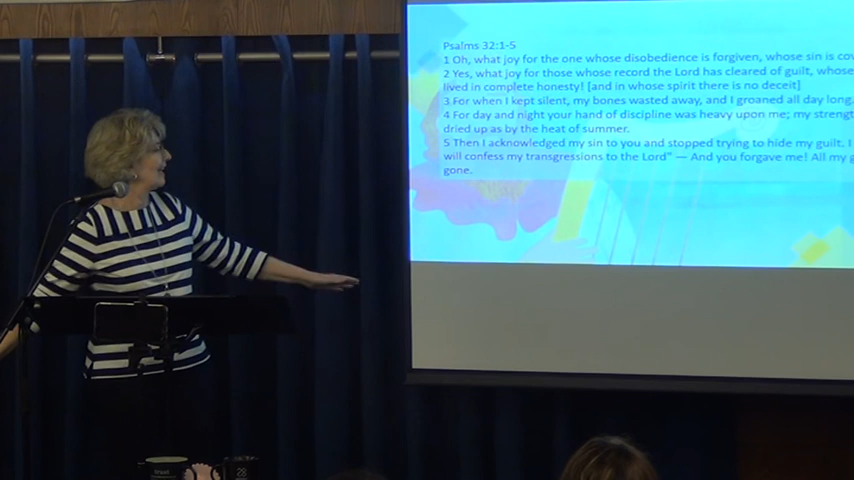 Psalms 32:1-5
1 Oh, what joy for the one whose disobedience is forgiven, whose sin is cov
2 Yes, what joy for those whose record the Lord has cleared of guilt, whose
lived in complete honesty! [and in whose spirit there is no deceit]
3 For when I kept silent, my bones wasted away, and I groaned all day long.
4 For day and night your hand of discipline was heavy upon me; my strengt
dried up as by the heat of summer.
5 Then I acknowledged my sin to you and stopped trying to hide my guilt. I
will confess my transgressions to the Lord" — And you forgave me! All my g
gone.
28